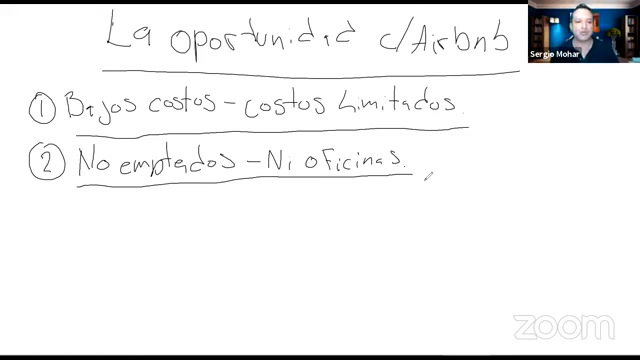 La oportunidad c/Airbnb
Sergio Mohar
① Bajos costos - costos Limitados.
② No empleados - Ni oficinas.
zoom